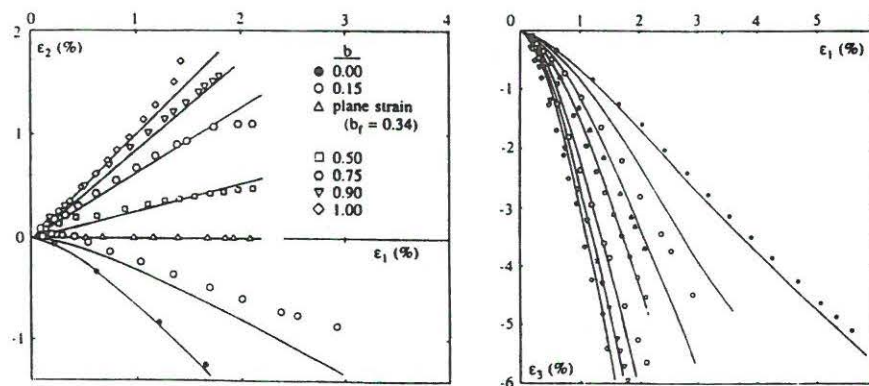 0 1 2 3 4
ε₂ (%)
2
b
0.00
0.15
plane strain
(b_f = 0.34)
1
0.50
0.75
0.90
1.00
0
ε₁ (%)
-1
0 1 2 3 4 5
ε₁ (%)
-1
-2
-3
-4
-5
-6
ε₃ (%)